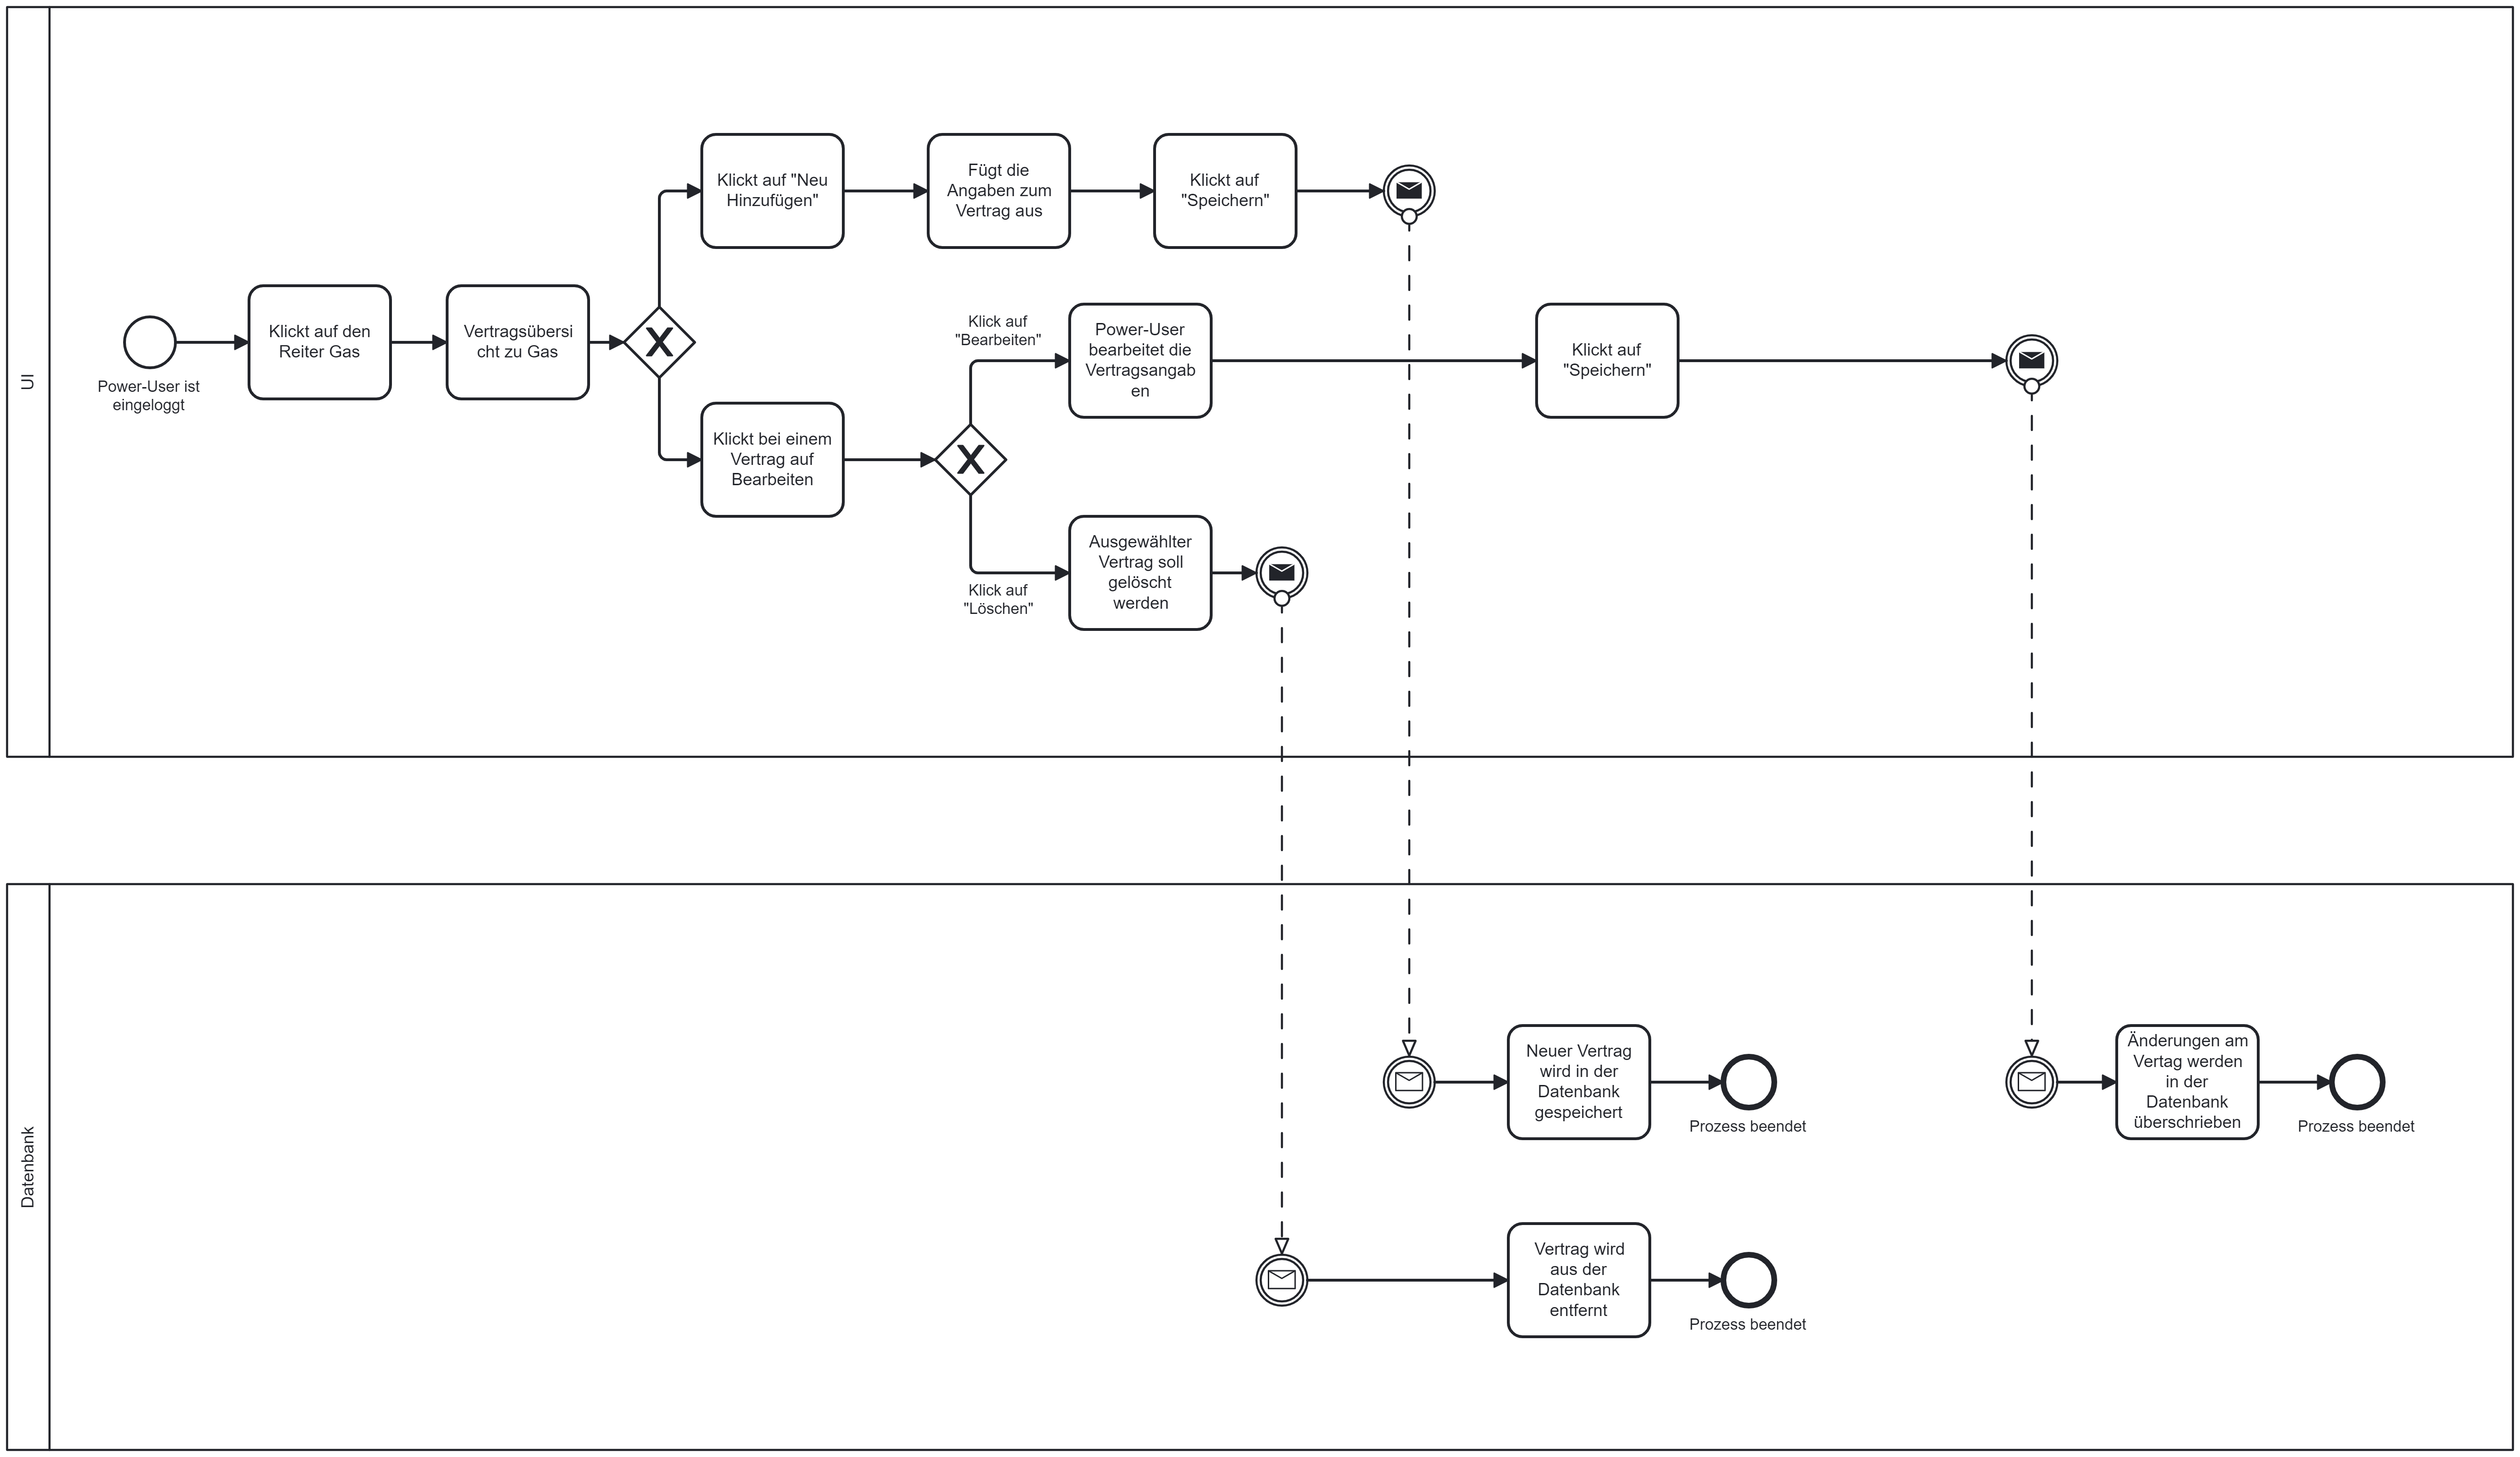 UI
Power-User ist
eingeloggt
Klickt auf den
Reiter Gas
Vertragsübersi
cht zu Gas
Klickt auf "Neu
Hinzufügen"
Fügt die
Angaben zum
Vertrag aus
Klickt auf
"Speichern"
Klickt bei einem
Vertrag auf
Bearbeiten
Klick auf
"Bearbeiten"
Power-User
bearbeitet die
Vertragsangab
en
Klickt auf
"Speichern"
Klick auf
"Löschen"
Ausgewählter
Vertrag soll
gelöscht
werden
Datenbank
Neuer Vertrag
wird in der
Datenbank
gespeichert
Prozess beendet
Änderungen am
Vertag werden
in der
Datenbank
überschrieben
Prozess beendet
Vertrag wird
aus der
Datenbank
entfernt
Prozess beendet